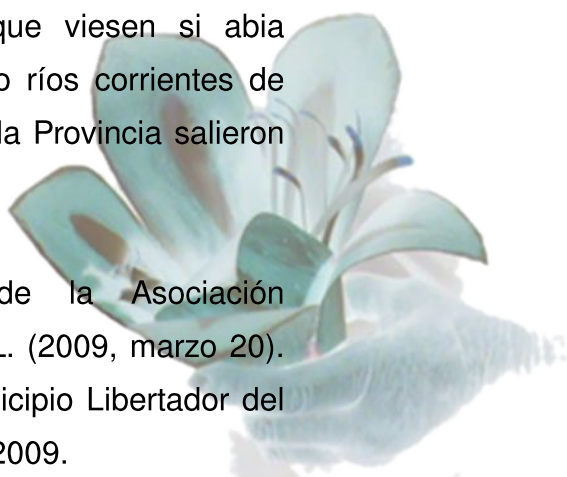 que viesen si abia
o ríos corrientes de
la Provincia salieron
de la Asociación
L. (2009, marzo 20).
icipio Libertador del
2009.